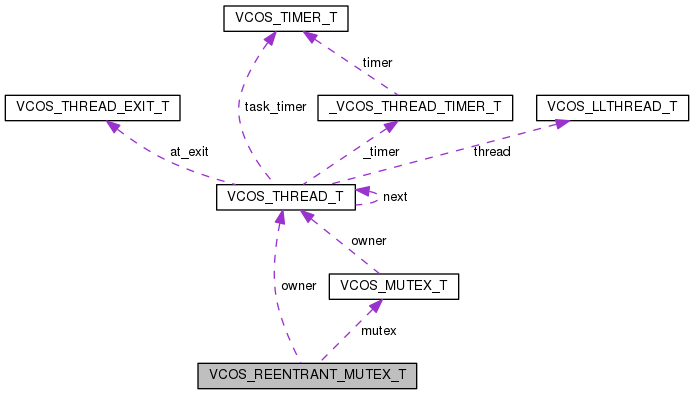 VCOS_TIMER_T
timer
VCOS_THREAD_EXIT_T
task_timer
_VCOS_THREAD_TIMER_T
VCOS_LLTHREAD_T
at_exit
_timer
thread
VCOS_THREAD_T
next
owner
owner
VCOS_MUTEX_T
mutex
VCOS_REENTRANT_MUTEX_T